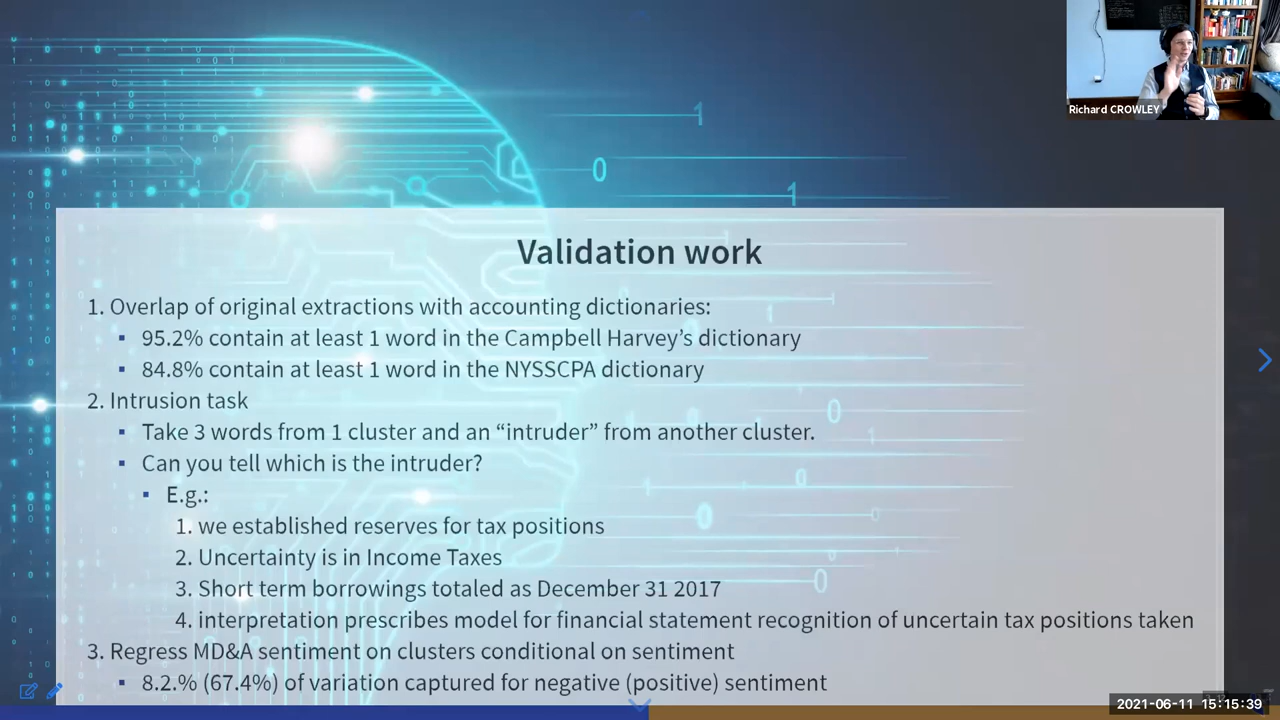 Richard CROWLEY
Validation work
1. Overlap of original extractions with accounting dictionaries:
▪ 95.2% contain at least 1 word in the Campbell Harvey’s dictionary
▪ 84.8% contain at least 1 word in the NYSSCPA dictionary
2. Intrusion task
▪ Take 3 words from 1 cluster and an “intruder” from another cluster.
▪ Can you tell which is the intruder?
▪ E.g.:
1. we established reserves for tax positions
2. Uncertainty is in Income Taxes
3. Short term borrowings totaled as December 31 2017
4. interpretation prescribes model for financial statement recognition of uncertain tax positions taken
3. Regress MD&A sentiment on clusters conditional on sentiment
▪ 8.2.% (67.4%) of variation captured for negative (positive) sentiment
2021-06-11 15:15:39